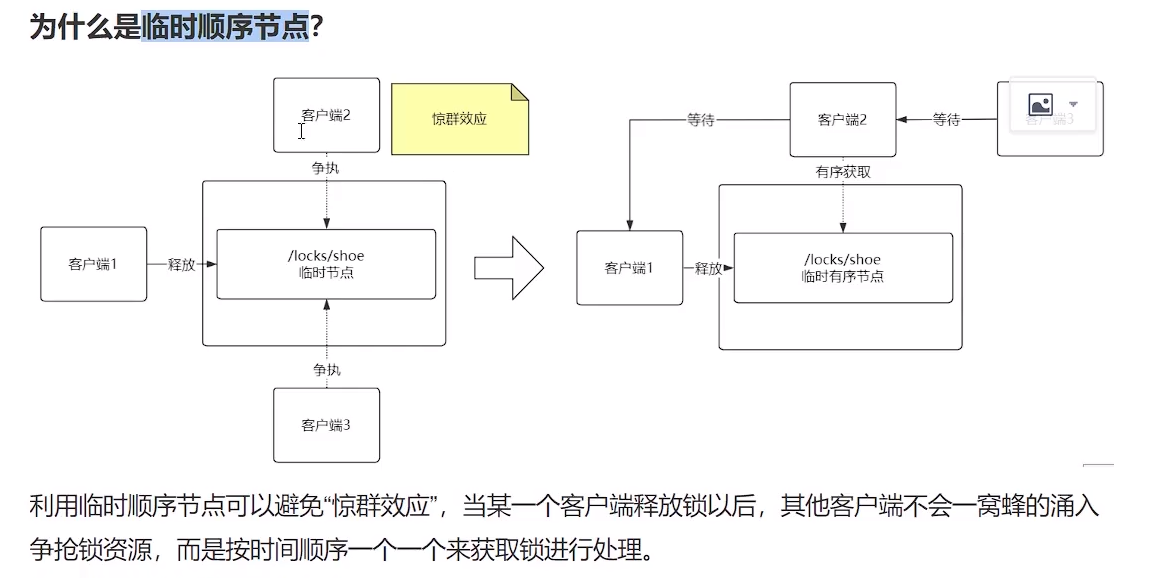 为什么是临时顺序节点?
客户端2
惊群效应
争执
客户端1
释放
/locks/shoe
临时节点
争执
客户端3
等待
客户端2
等待
客户端3
有序获取
客户端1
释放
/locks/shoe
临时有序节点
利用临时顺序节点可以避免“惊群效应”，当某一个客户端释放锁以后，其他客户端不会一窝蜂的涌入
争抢锁资源，而是按时间顺序一个一个来获取锁进行处理。